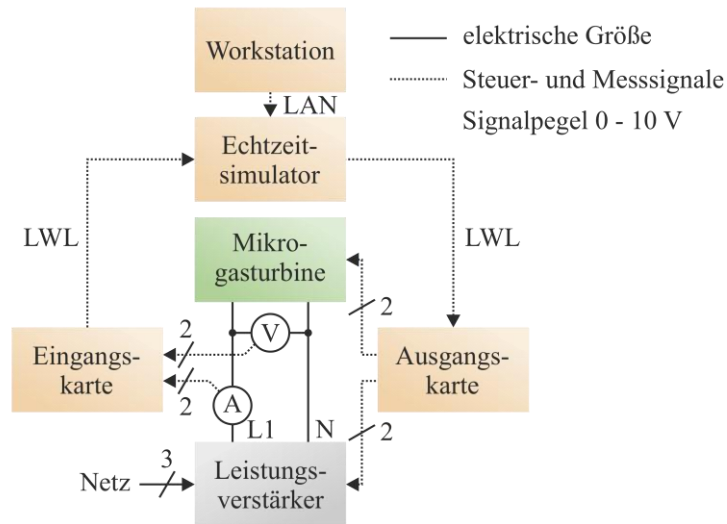 Workstation
elektrische Größe
Steuer- und Messsignale
Signalpegel 0 - 10 V
LAN
Echtzeit-
simulator
LWL
LWL
Mikro-
gasturbine
2
Eingangs-
karte
2
V
Ausgangs-
karte
2
A
L1
N
2
Netz
3
Leistungs-
verstärker